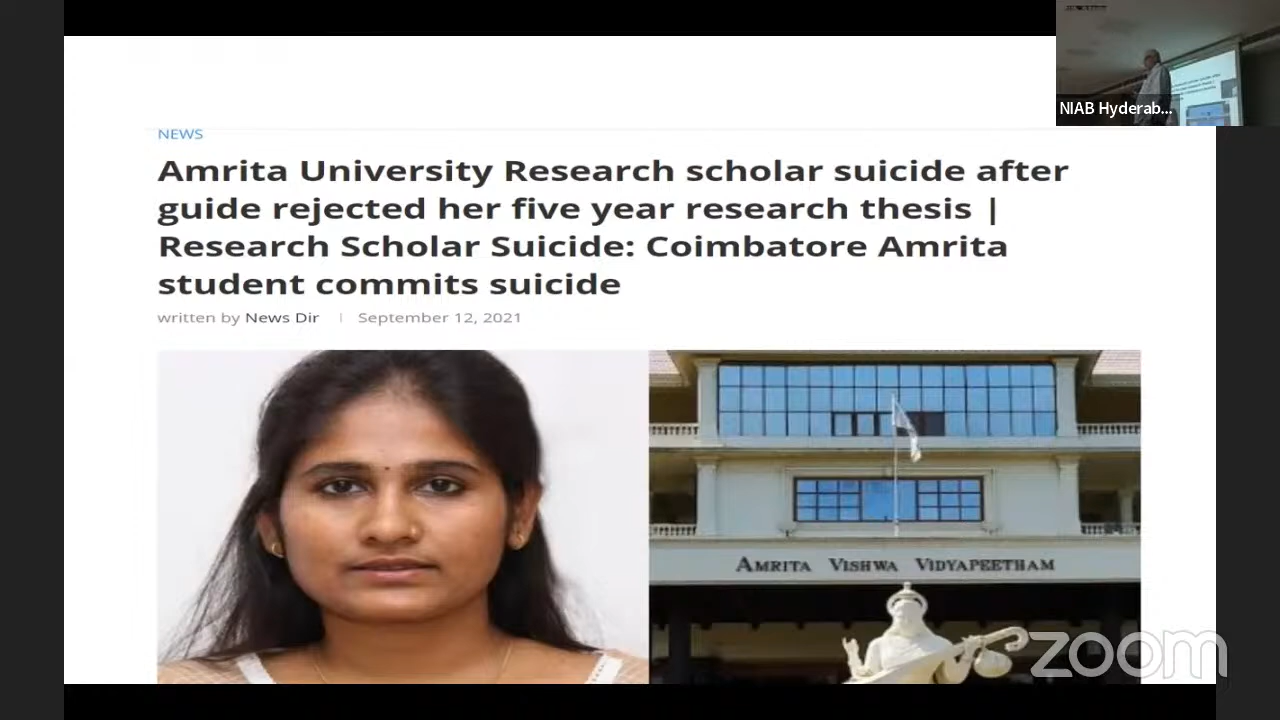 NEWS
Amrita University Research scholar suicide after
guide rejected her five year research thesis |
Research Scholar Suicide: Coimbatore Amrita
student commits suicide
written by News Dir | September 12, 2021
AMRITA VISHWA VIDYAPEETHAM
NIAB Hyderab...
zoom